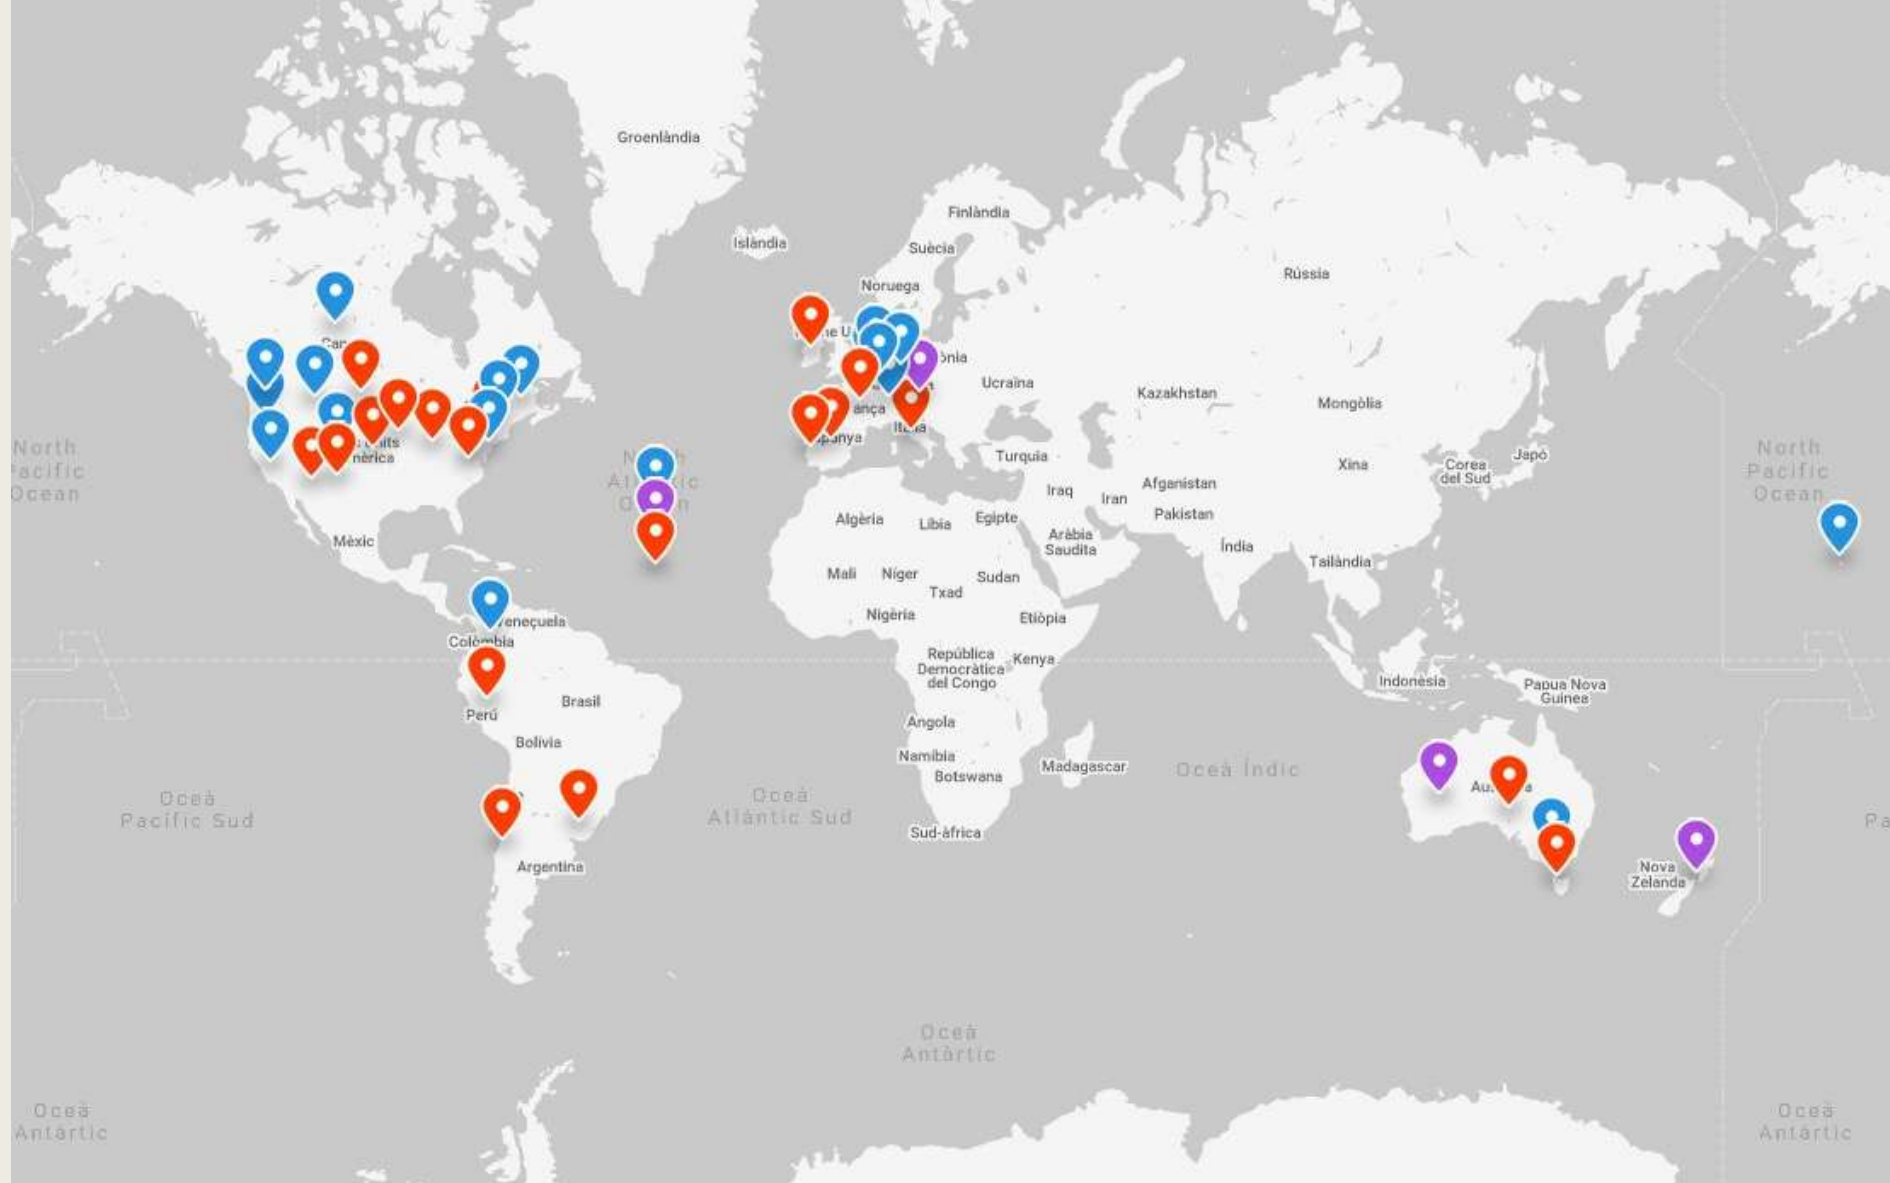 Groenlàndia
Finlàndia
Islàndia
Suècia
Rússia
Noruega
Ucraïna
Kazakhstan
Mongòlia
North
Pacific
Ocean
Turquia
Xina
Corea
del Sud
Japó
North
Pacific
Ocean
Iraq
Iran
Afganistan
Pakistan
Algèria
Líbia
Egipte
Aràbia
Saudita
Índia
Tailàndia
Mèxic
Mali
Níger
Txad
Sudan
Nigèria
Etiòpia
Colòmbia
República
Democràtica
del Congo
Kenya
Indonèsia
Papua Nova
Guinea
Brasil
Perú
Bolívia
Angola
Namíbia
Botswana
Madagascar
Oceà Índic
Oceà
Pacífic Sud
Oceà
Atlàntic Sud
Sud-àfrica
Argentina
Nova
Zelanda
Oceà
Antàrtic
Oceà
Antàrtic
Oceà
Antàrtic